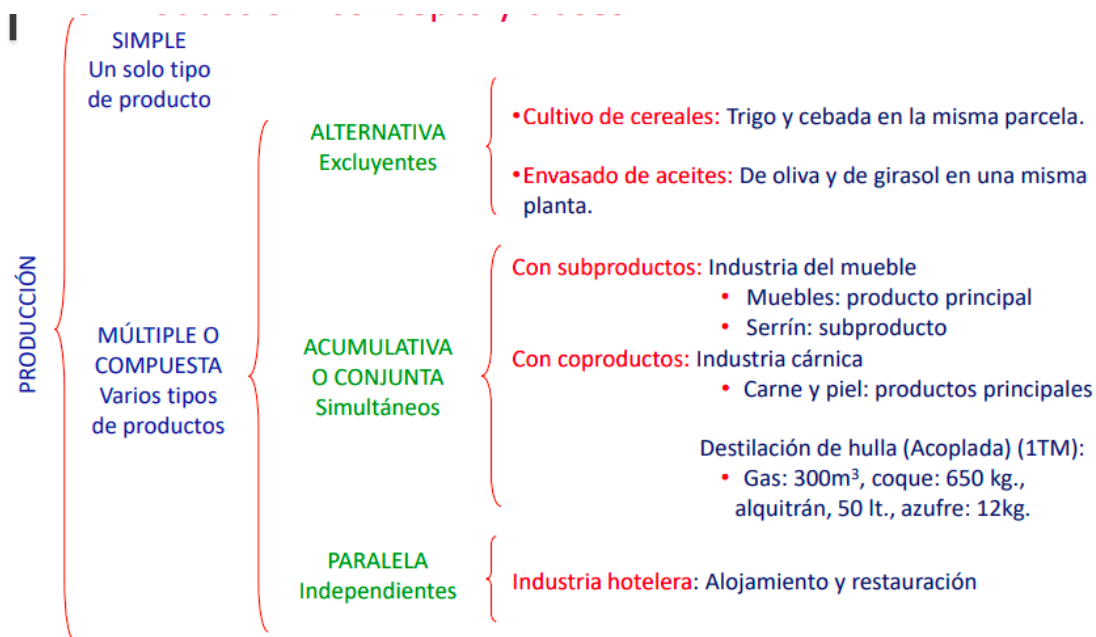 PRODUCCIÓN
SIMPLE
Un solo tipo
de producto
MÚLTIPLE O
COMPUESTA
Varios tipos
de productos
ALTERNATIVA
Excluyentes
•Cultivo de cereales: Trigo y cebada en la misma parcela.
•Envasado de aceites: De oliva y de girasol en una misma
planta.
ACUMULATIVA
O CONJUNTA
Simultáneos
Con subproductos: Industria del mueble
• Muebles: producto principal
• Serrín: subproducto
Con coproductos: Industria cárnica
• Carne y piel: productos principales
Destilación de hulla (Acoplada) (1TM):
• Gas: 300m³, coque: 650 kg.,
alquitrán, 50 lt., azufre: 12kg.
PARALELA
Independientes
Industria hotelera: Alojamiento y restauración